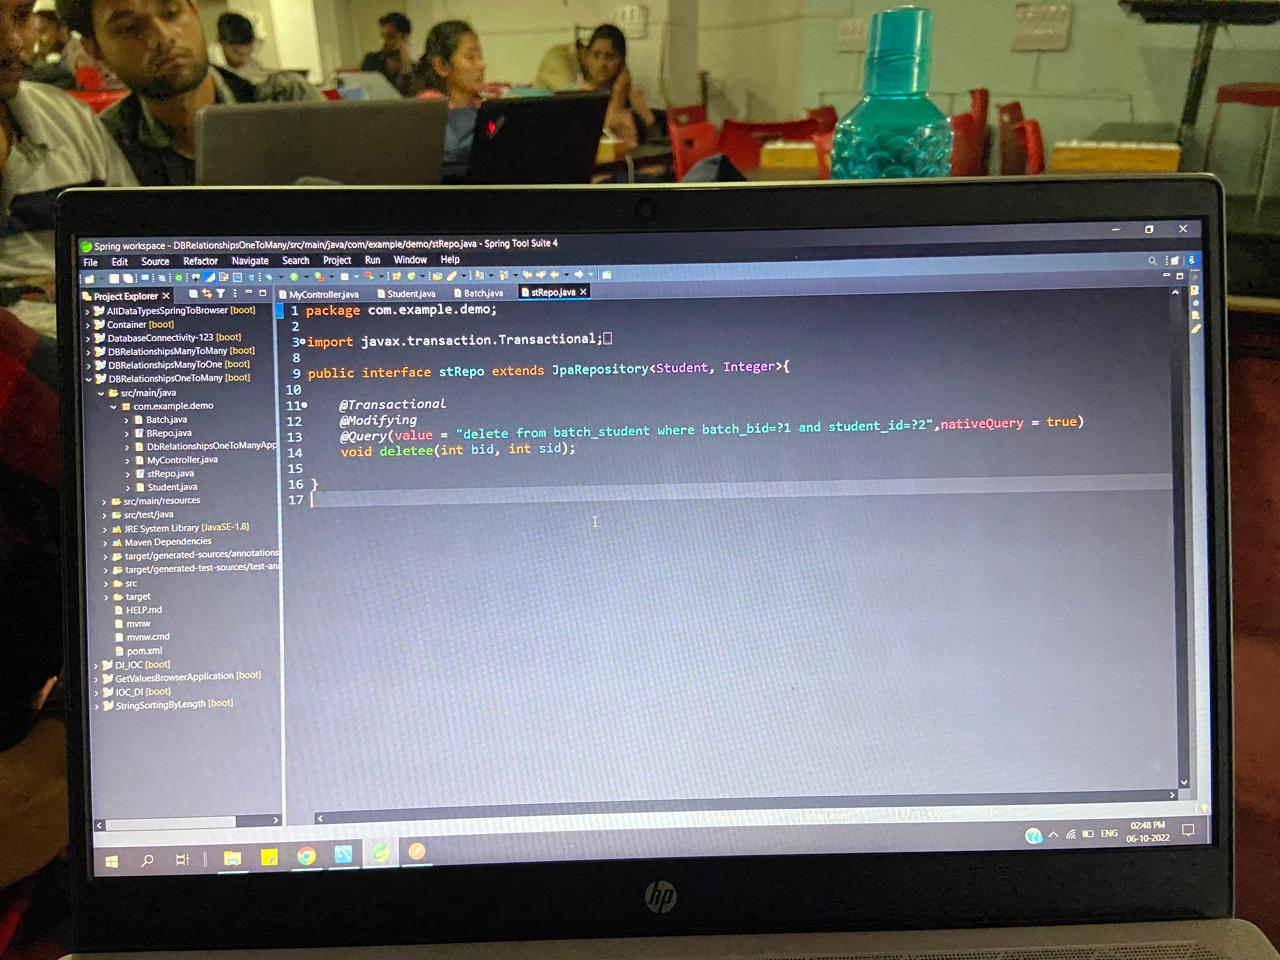 Spring workspace - DBRelationshipsOneToMany/src/main/java/com/example/demo/stRepo.java - Spring Tool Suite 4
File Edit Source Refactor Navigate Search Project Run Window Help
Project Explorer
AllDataTypesSpringToBrowser [boot]
Container [boot]
DatabaseConnectivity-123 [boot]
DBRelationshipsManyToMany [boot]
DBRelationshipsManyToOne [boot]
DBRelationshipsOneToMany [boot]
src/main/java
com.example.demo
Batch.java
BRepo.java
DbRelationshipsOneToManyApp
MyController.java
stRepo.java
Student.java
src/main/resources
src/test/java
JRE System Library [JavaSE-1.8]
Maven Dependencies
target/generated-sources/annotations
target/generated-test-sources/test-an
src
target
HELP.md
mvnw
mvnw.cmd
pom.xml
DI_IOC [boot]
GetValuesBrowserApplication [boot]
IOC_DI [boot]
StringSortingByLength [boot]
MyController.java Student.java Batch.java stRepo.java
1 package com.example.demo;
2
3 import javax.transaction.Transactional;
8
9 public interface stRepo extends JpaRepository<Student, Integer>{
10
11 @Transactional
12 @Modifying
13 @Query(value = "delete from batch_student where batch_bid=?1 and student_id=?2",nativeQuery = true)
14 void deletee(int bid, int sid);
15
16 }
17
ENG 02:48 PM
06-10-2022
hp